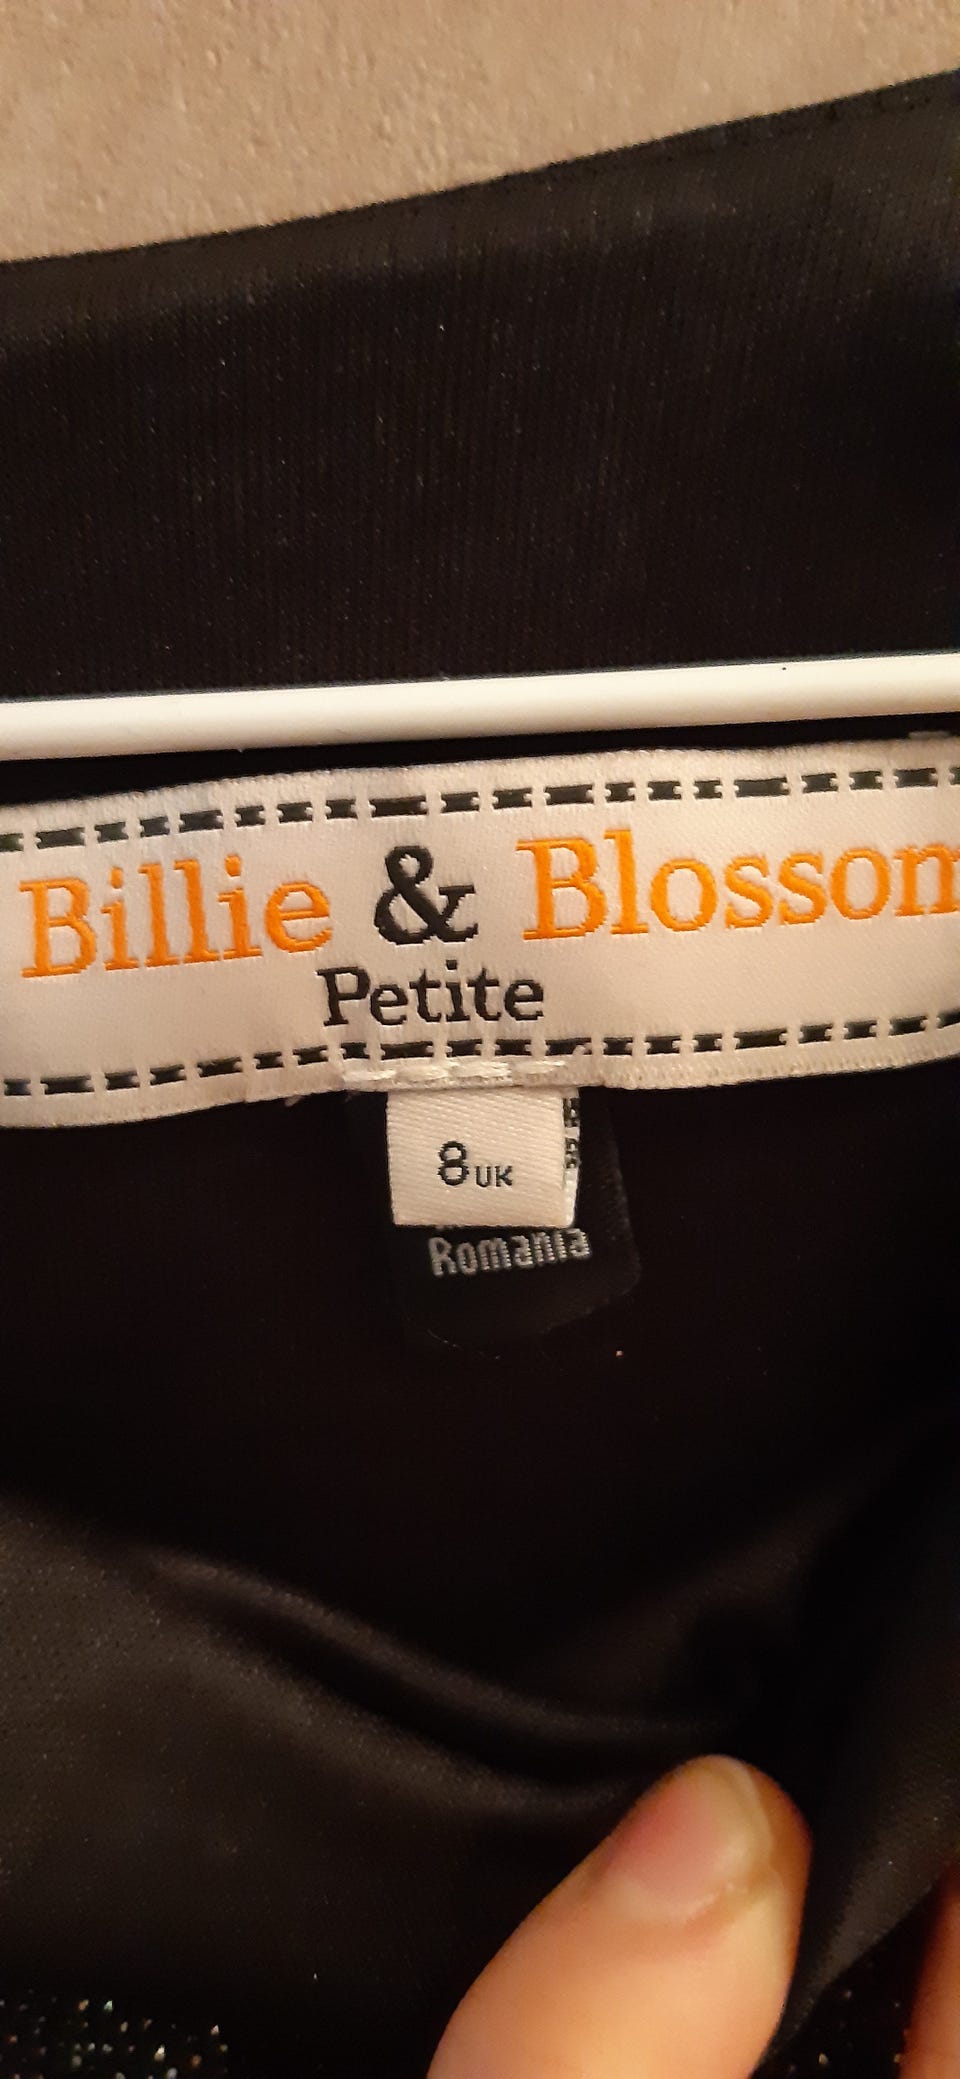 Billie & Blossom
Petite
8UK
Romania